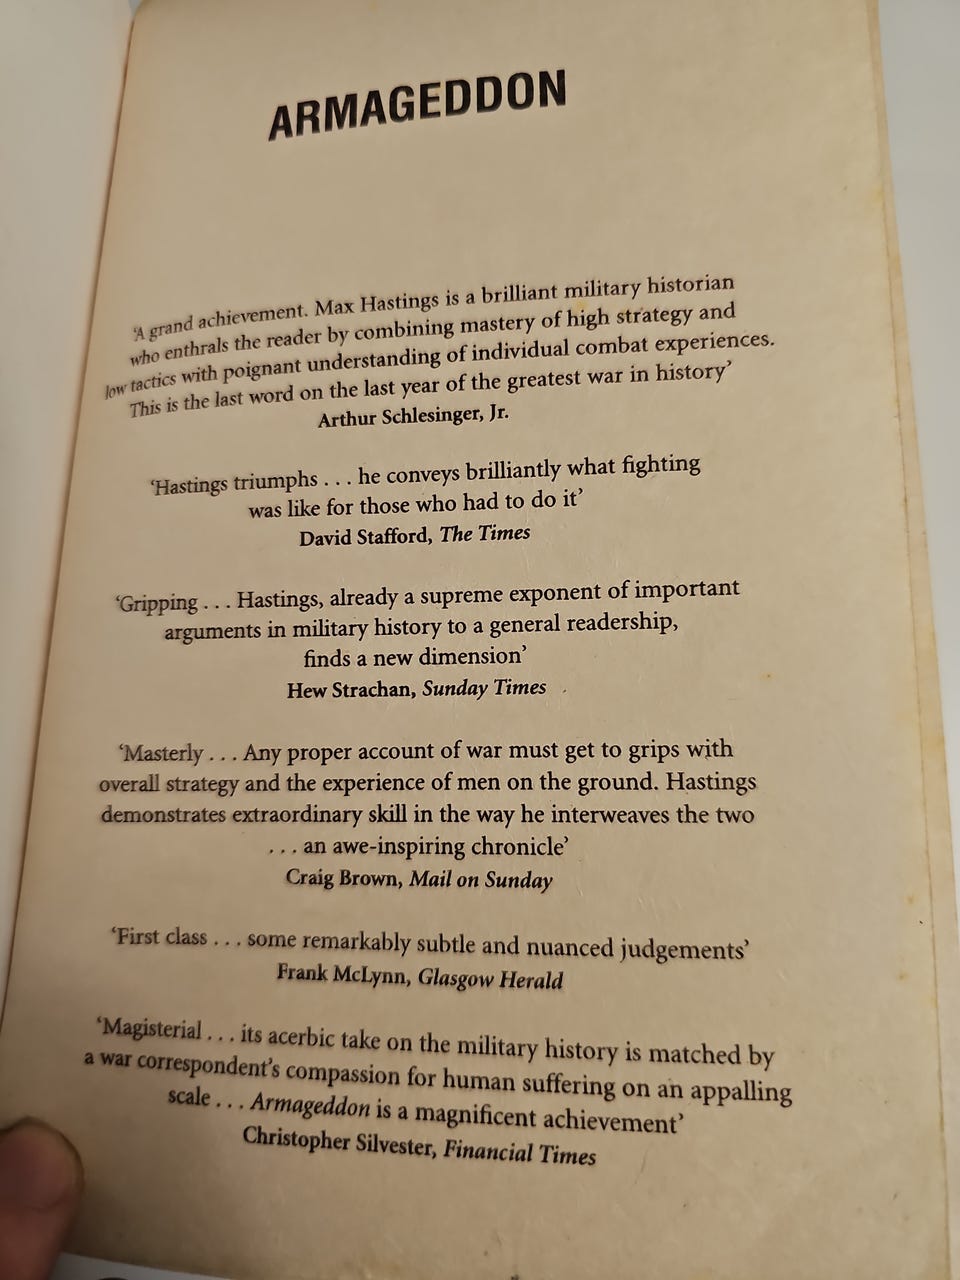 ARMAGEDDON
‘A grand achievement. Max Hastings is a brilliant military historian
who enthrals the reader by combining mastery of high strategy and
low tactics with poignant understanding of individual combat experiences.
This is the last word on the last year of the greatest war in history’
Arthur Schlesinger, Jr.
‘Hastings triumphs . . . he conveys brilliantly what fighting
was like for those who had to do it’
David Stafford, The Times
‘Gripping . . . Hastings, already a supreme exponent of important
arguments in military history to a general readership,
finds a new dimension’
Hew Strachan, Sunday Times
‘Masterly . . . Any proper account of war must get to grips with
overall strategy and the experience of men on the ground. Hastings
demonstrates extraordinary skill in the way he interweaves the two
. . . an awe-inspiring chronicle’
Craig Brown, Mail on Sunday
‘First class . . . some remarkably subtle and nuanced judgements’
Frank McLynn, Glasgow Herald
‘Magisterial . . . its acerbic take on the military history is matched by
a war correspondent’s compassion for human suffering on an appalling
scale . . . Armageddon is a magnificent achievement’
Christopher Silvester, Financial Times